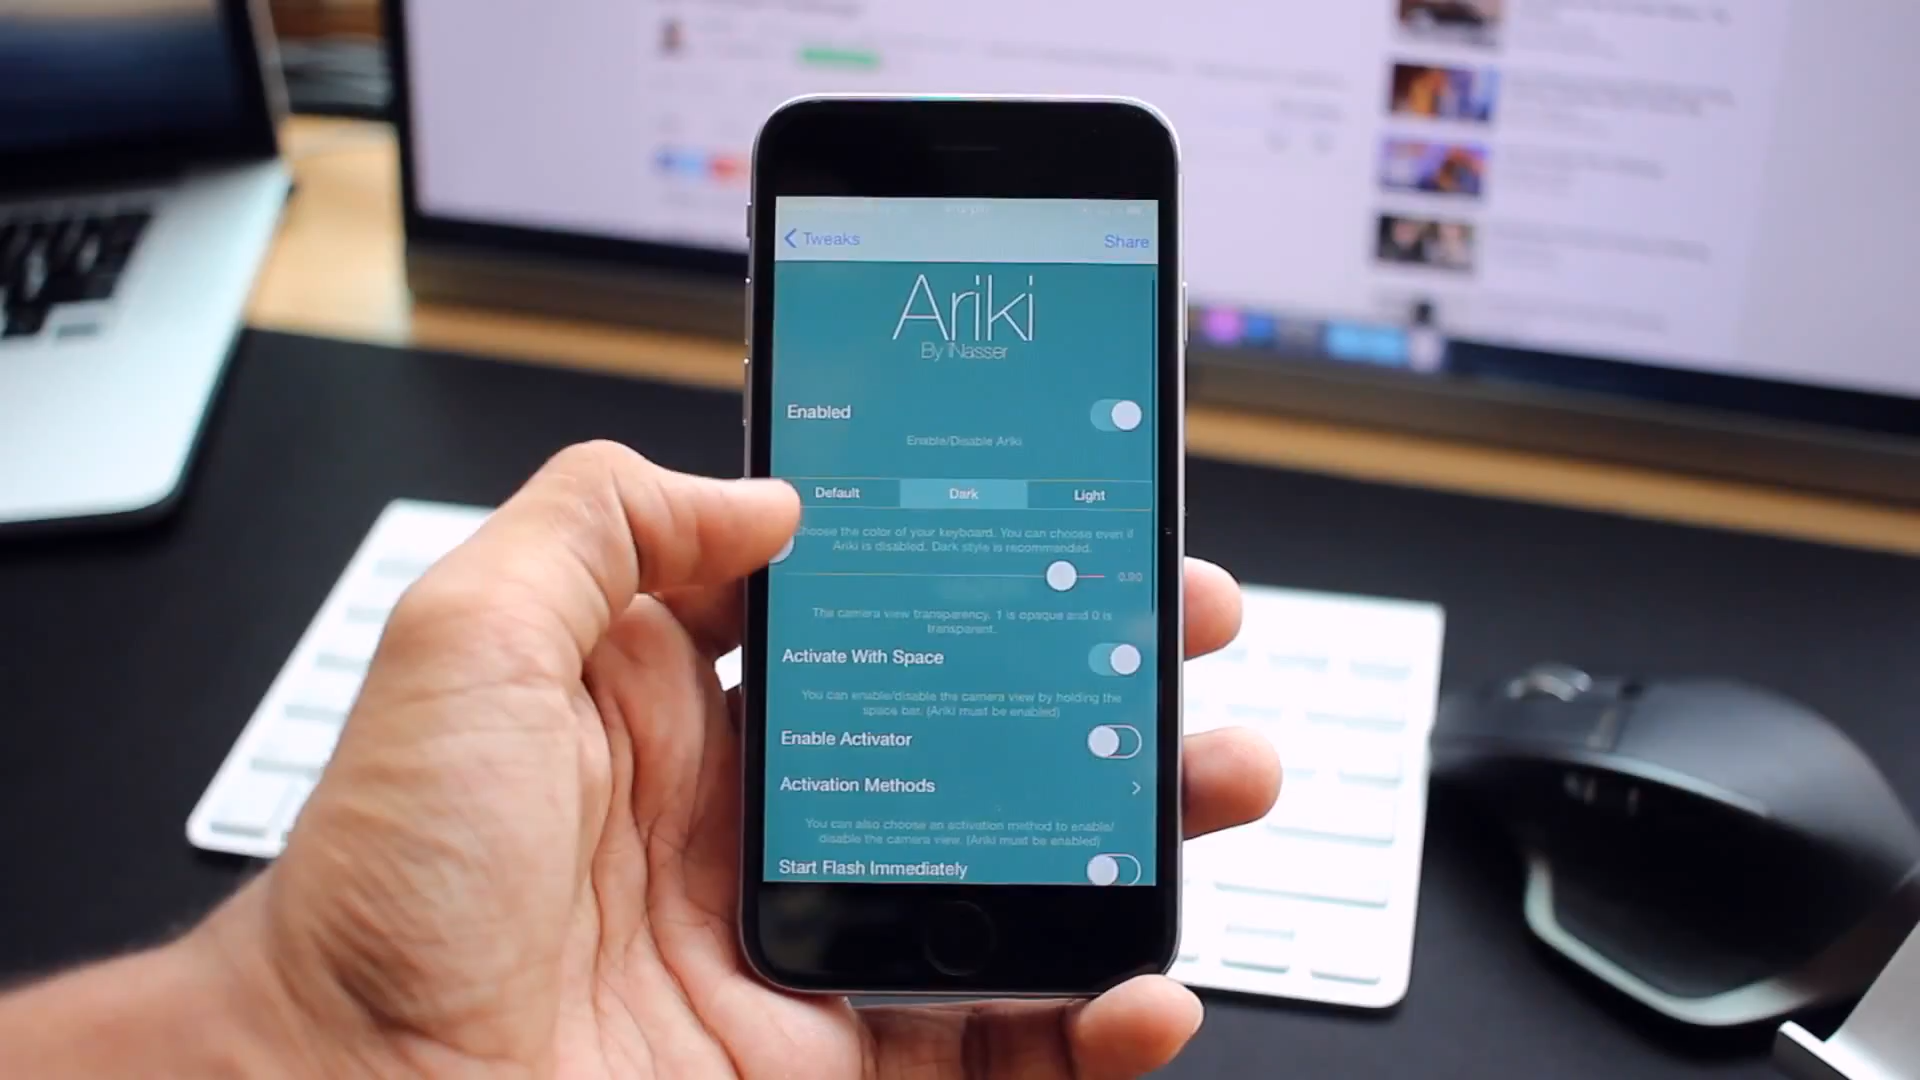 Tweaks
Share
Ariki
By iNasser
Enabled
Enable/Disable Ariki
Default
Dark
Light
Choose the color of your keyboard. You can choose even if
Ariki is disabled. Dark style is recommended.
0.90
The camera view transparency. 1 is opaque and 0 is
transparent.
Activate With Space
You can enable/disable the camera view by holding the
space bar. (Ariki must be enabled)
Enable Activator
Activation Methods
You can also choose an activation method to enable/
disable the camera view. (Ariki must be enabled)
Start Flash Immediately